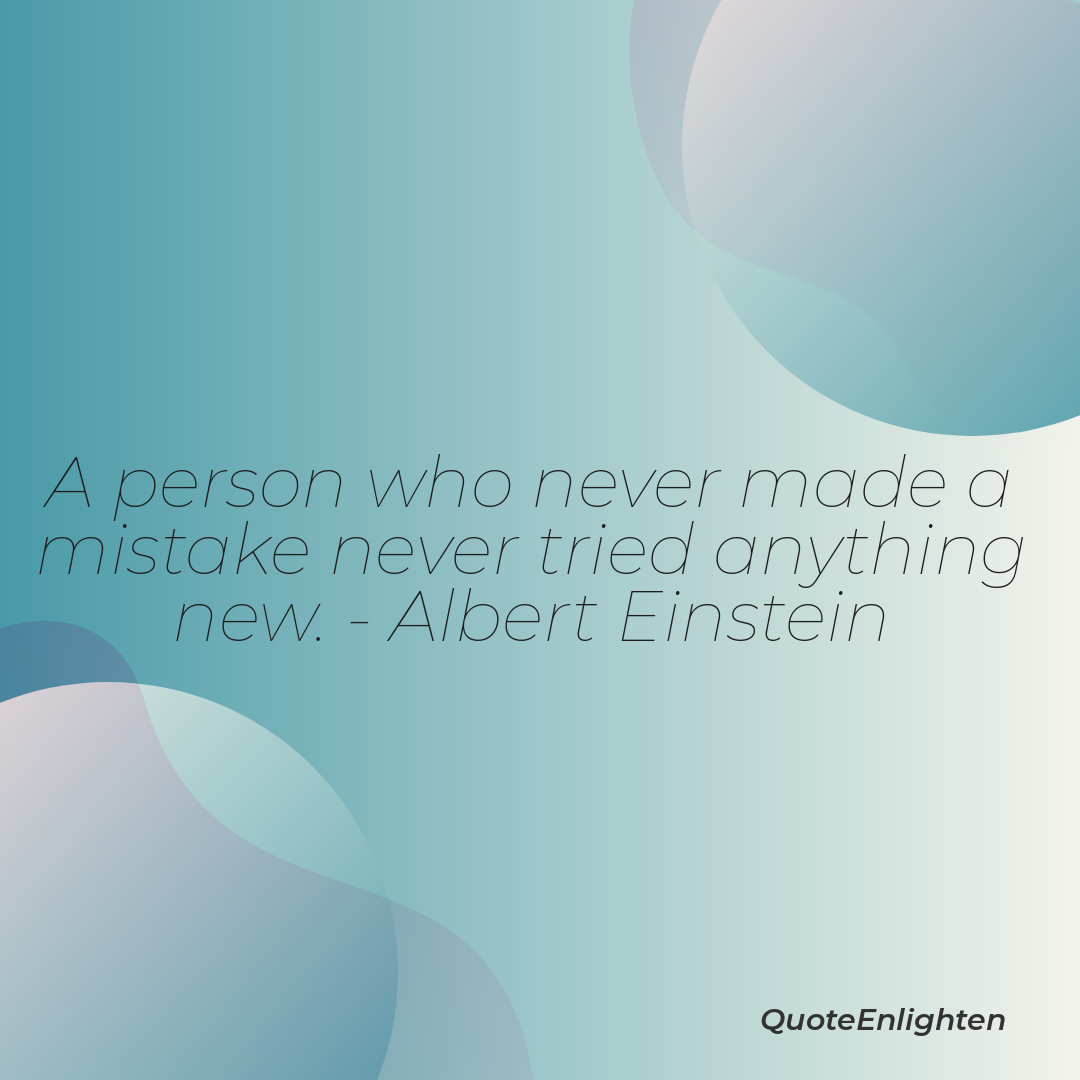 A person who never made a
mistake never tried anything
new. - Albert Einstein
QuoteEnlighten